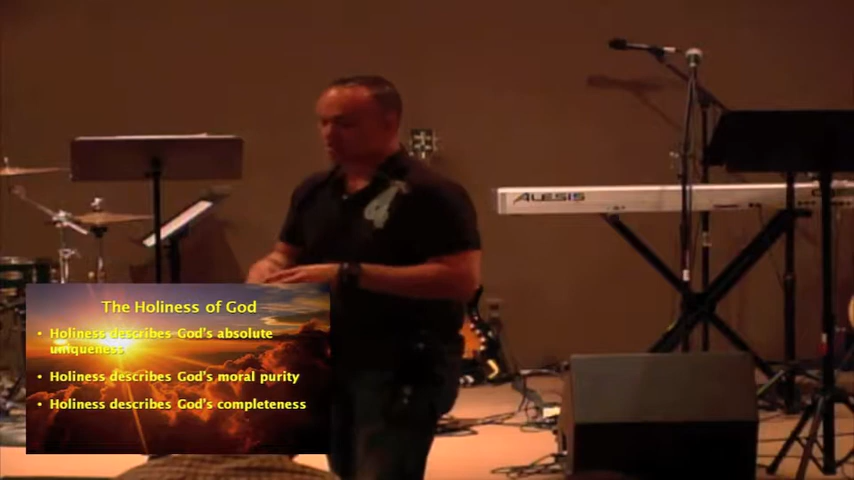 ALESIS
The Holiness of God
• Holiness describes God's absolute
uniqueness
• Holiness describes God's moral purity
• Holiness describes God's completeness